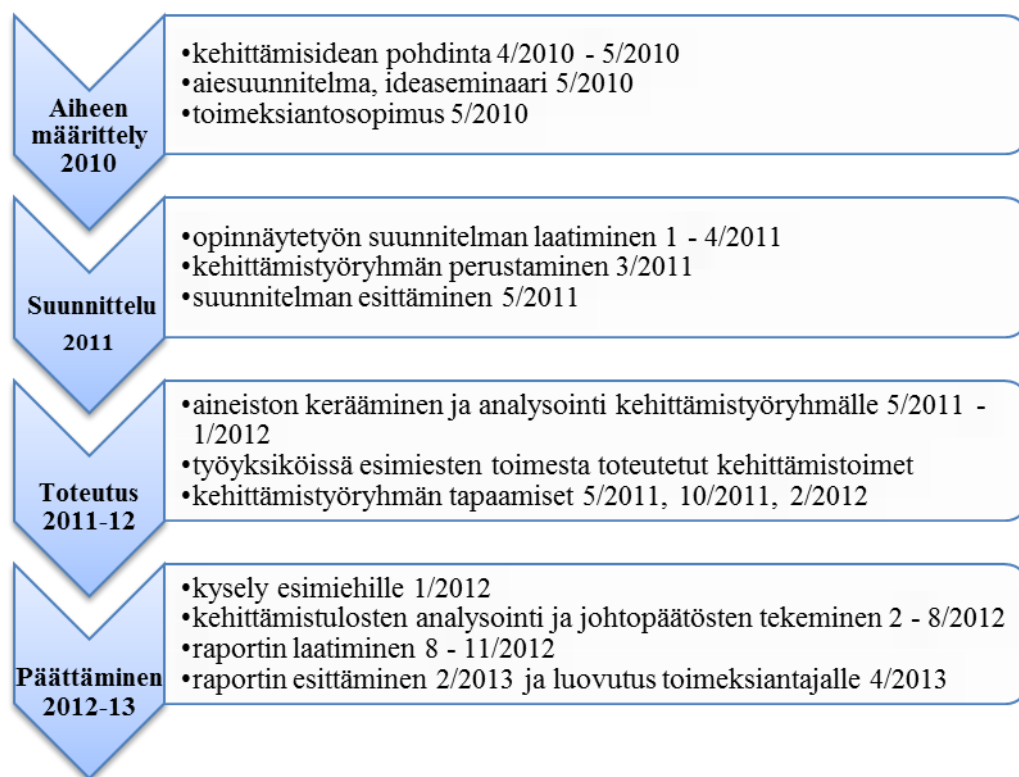 Aiheen
määrittely
2010
•kehittämisidean pohdinta 4/2010 - 5/2010
•aiesuunnitelma, ideaseminaari 5/2010
•toimeksiantosopimus 5/2010
Suunnittelu
2011
•opinnäytetyön suunnitelman laatiminen 1 - 4/2011
•kehittämistyöryhmän perustaminen 3/2011
•suunnitelman esittäminen 5/2011
Toteutus
2011-12
•aineiston kerääminen ja analysointi kehittämistyöryhmälle 5/2011 -
1/2012
•työyksiköissä esimiesten toimesta toteutetut kehittämistoimet
•kehittämistyöryhmän tapaamiset 5/2011, 10/2011, 2/2012
Päättäminen
2012-13
•kysely esimiehille 1/2012
•kehittämistulosten analysointi ja johtopäätösten tekeminen 2 - 8/2012
•raportin laatiminen 8 - 11/2012
•raportin esittäminen 2/2013 ja luovutus toimeksiantajalle 4/2013